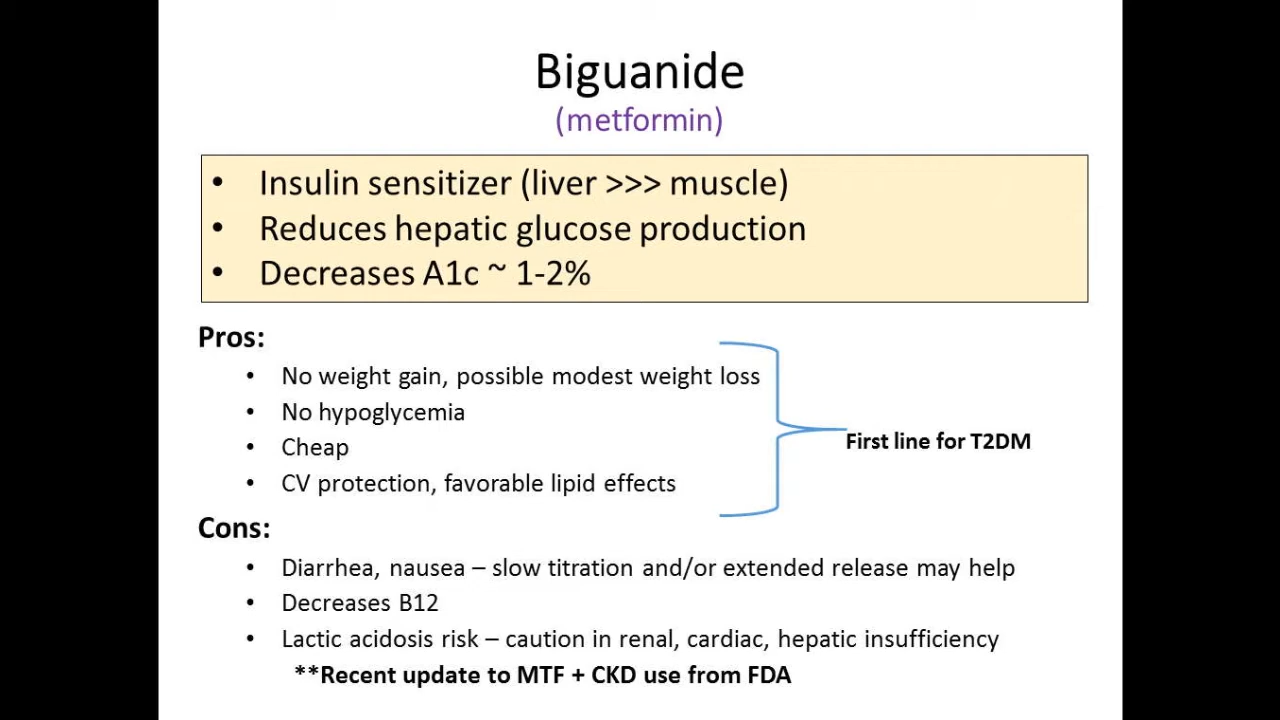 Biguanide
(metformin)
• Insulin sensitizer (liver >>> muscle)
• Reduces hepatic glucose production
• Decreases A1c ~ 1-2%
Pros:
• No weight gain, possible modest weight loss
• No hypoglycemia
• Cheap
• CV protection, favorable lipid effects
First line for T2DM
Cons:
• Diarrhea, nausea – slow titration and/or extended release may help
• Decreases B12
• Lactic acidosis risk – caution in renal, cardiac, hepatic insufficiency
**Recent update to MTF + CKD use from FDA